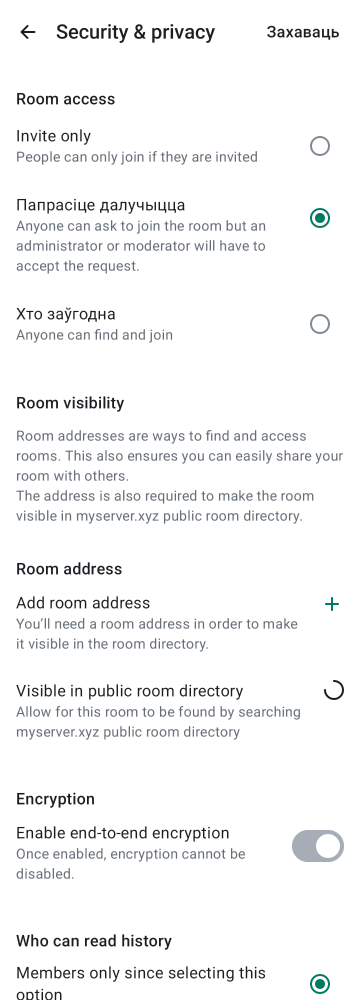 Security & privacy
Захаваць
Room access
Invite only
People can only join if they are invited
Папрасіце далучыцца
Anyone can ask to join the room but an
administrator or moderator will have to
accept the request.
Хто заўгодна
Anyone can find and join
Room visibility
Room addresses are ways to find and access
rooms. This also ensures you can easily share your
room with others.
The address is also required to make the room
visible in myserver.xyz public room directory.
Room address
Add room address
You’ll need a room address in order to make
it visible in the room directory.
Visible in public room directory
Allow for this room to be found by searching
myserver.xyz public room directory
Encryption
Enable end-to-end encryption
Once enabled, encryption cannot be
disabled.
Who can read history
Members only since selecting this
option